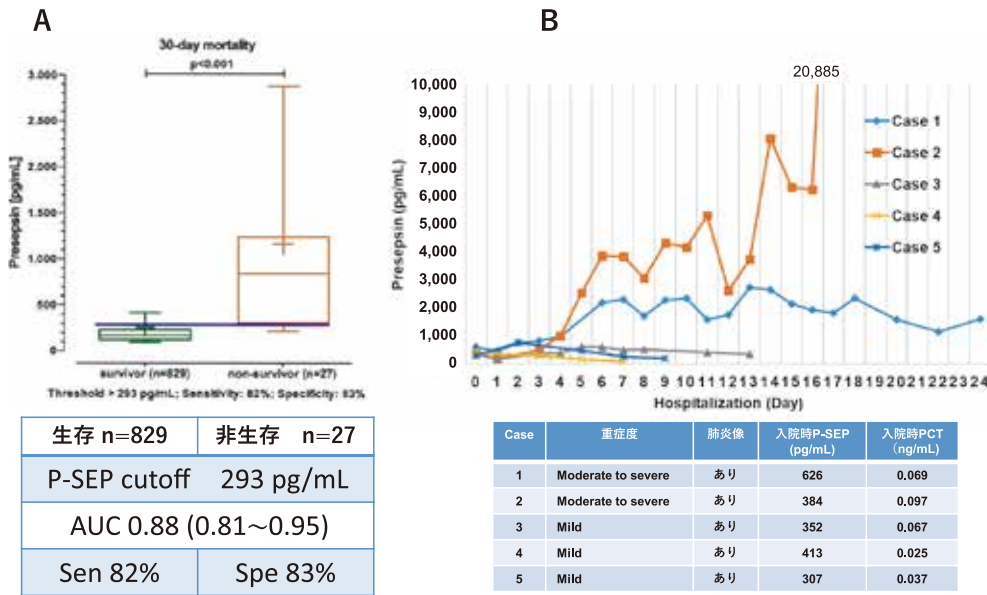 A
30-day mortality
p<0.001
3.000
2.500
2.000
1.500
1.000
500
0
Presepsin [pg/mL]
survivor (n=829)
non-survivor (n=27)
Threshold > 293 pg/mL; Sensitivity: 82%; Specificity: 83%
生存 n=829
非生存 n=27
P-SEP cutoff 293 pg/mL
AUC 0.88 (0.81～0.95)
Sen 82%
Spe 83%
B
20,885
10,000
9,000
8,000
7,000
6,000
5,000
4,000
3,000
2,000
1,000
0
Presepsin (pg/mL)
Case 1
Case 2
Case 3
Case 4
Case 5
0 1 2 3 4 5 6 7 8 9 10 11 12 13 14 15 16 17 18 19 20 21 22 23 24
Hospitalization (Day)
Case 重症度 肺炎像 入院時P-SEP (pg/mL) 入院時PCT (ng/mL)
1 Moderate to severe あり 626 0.069
2 Moderate to severe あり 384 0.097
3 Mild あり 352 0.067
4 Mild あり 413 0.025
5 Mild あり 307 0.037